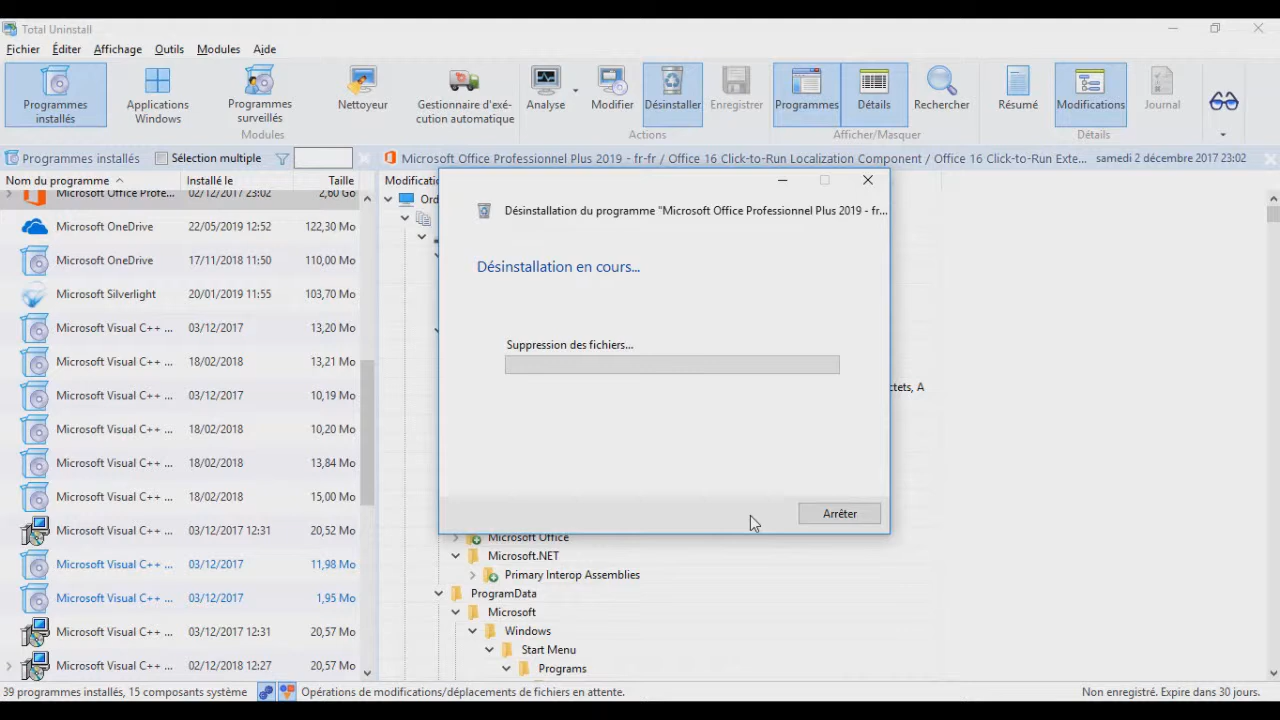 Total Uninstall
Fichier Éditer Affichage Outils Modules Aide
Programmes installés
Applications Windows
Programmes surveillés
Nettoyeur
Gestionnaire d'exé-cution automatique
Analyse
Modifier
Désinstaller
Enregistrer
Programmes
Détails
Rechercher
Résumé
Modifications
Journal
Modules
Actions
Afficher/Masquer
Détails
Programmes installés Sélection multiple
Microsoft Office Professionnel Plus 2019 - fr-fr / Office 16 Click-to-Run Localization Component / Office 16 Click-to-Run Exte... samedi 2 décembre 2017 23:02
Nom du programme Installé le Taille
Microsoft Office Profe... 02/12/2017 23:02 2,60 Go
Microsoft OneDrive 22/05/2019 12:52 122,30 Mo
Microsoft OneDrive 17/11/2018 11:50 110,00 Mo
Microsoft Silverlight 20/01/2019 11:55 103,70 Mo
Microsoft Visual C++ ... 03/12/2017 13,20 Mo
Microsoft Visual C++ ... 18/02/2018 13,21 Mo
Microsoft Visual C++ ... 03/12/2017 10,19 Mo
Microsoft Visual C++ ... 18/02/2018 10,20 Mo
Microsoft Visual C++ ... 18/02/2018 13,84 Mo
Microsoft Visual C++ ... 18/02/2018 15,00 Mo
Microsoft Visual C++ ... 03/12/2017 12:31 20,52 Mo
Microsoft Visual C++ ... 03/12/2017 11,98 Mo
Microsoft Visual C++ ... 03/12/2017 1,95 Mo
Microsoft Visual C++ ... 03/12/2017 12:31 20,57 Mo
Microsoft Visual C++ ... 02/12/2018 12:27 20,57 Mo
Modificatio
Ord
Désinstallation du programme "Microsoft Office Professionnel Plus 2019 - fr...
Désinstallation en cours...
Suppression des fichiers...
ctets, A
Arrêter
Microsoft Office
Microsoft.NET
Primary Interop Assemblies
ProgramData
Microsoft
Windows
Start Menu
Programs
39 programmes installés, 15 composants système
Opérations de modifications/déplacements de fichiers en attente.
Non enregistré. Expire dans 30 jours.